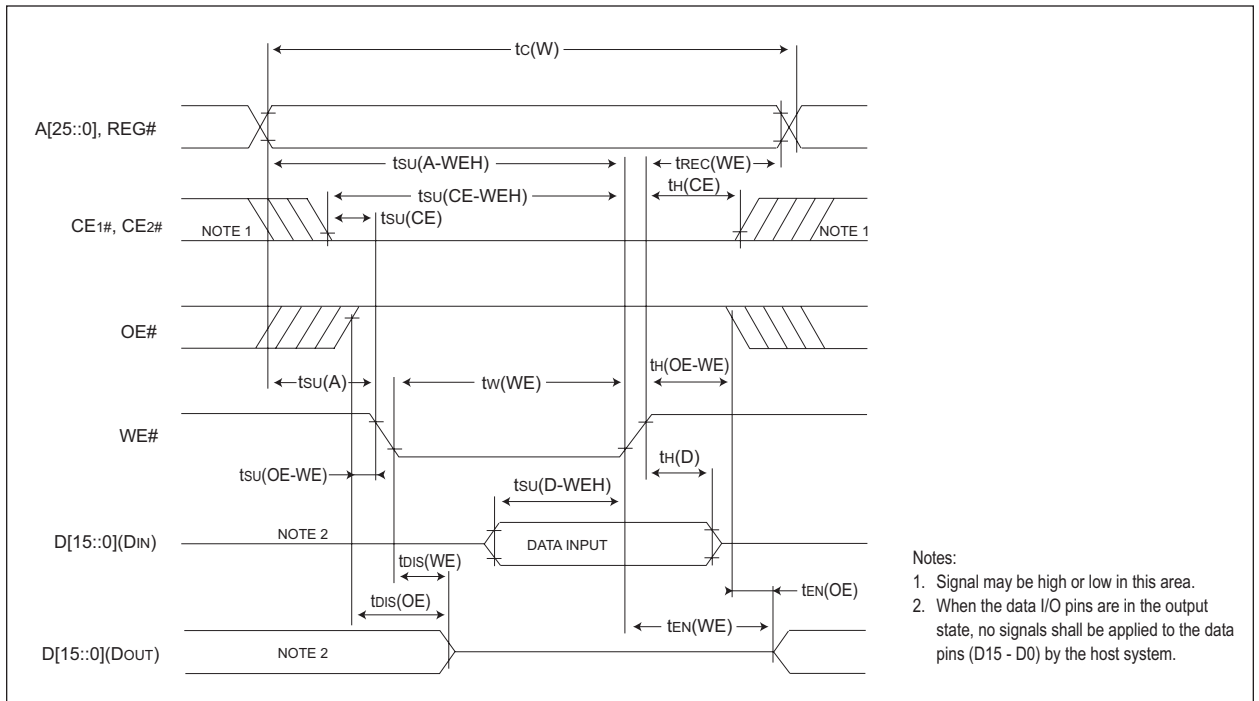 tC(W)
A[25::0], REG#
tSU(A-WEH)
tREC(WE)
tSU(CE-WEH)
tH(CE)
tSU(CE)
CE1#, CE2#
NOTE 1
NOTE 1
OE#
tSU(A)
tW(WE)
tH(OE-WE)
WE#
tSU(OE-WE)
tH(D)
tSU(D-WEH)
D[15::0](DIN)
NOTE 2
DATA INPUT
tDIS(WE)
tDIS(OE)
tEN(OE)
tEN(WE)
D[15::0](DOUT)
NOTE 2
Notes:
1. Signal may be high or low in this area.
2. When the data I/O pins are in the output
state, no signals shall be applied to the data
pins (D15 - D0) by the host system.